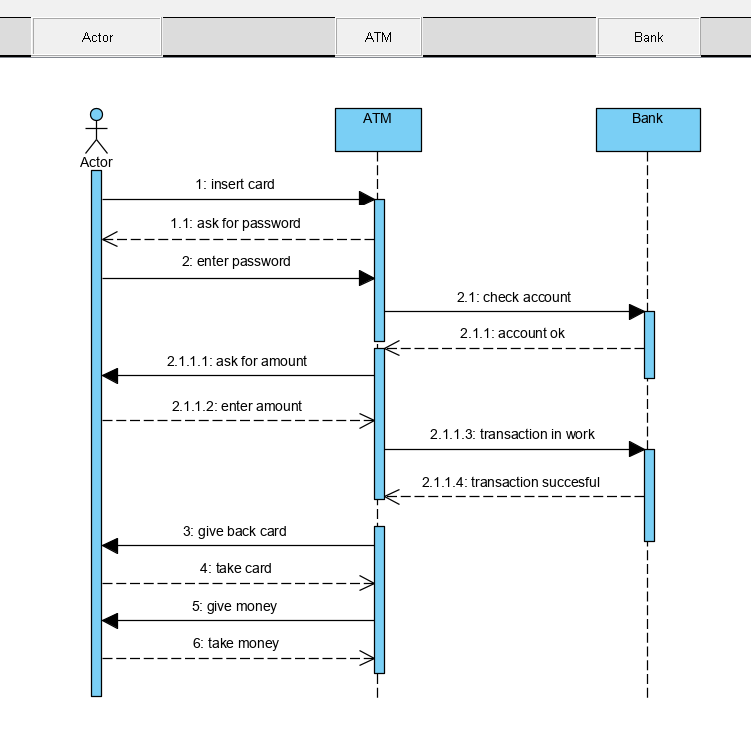 Actor
ATM
Bank
ATM
Bank
Actor
1: insert card
1.1: ask for password
2: enter password
2.1: check account
2.1.1: account ok
2.1.1.1: ask for amount
2.1.1.2: enter amount
2.1.1.3: transaction in work
2.1.1.4: transaction succesful
3: give back card
4: take card
5: give money
6: take money